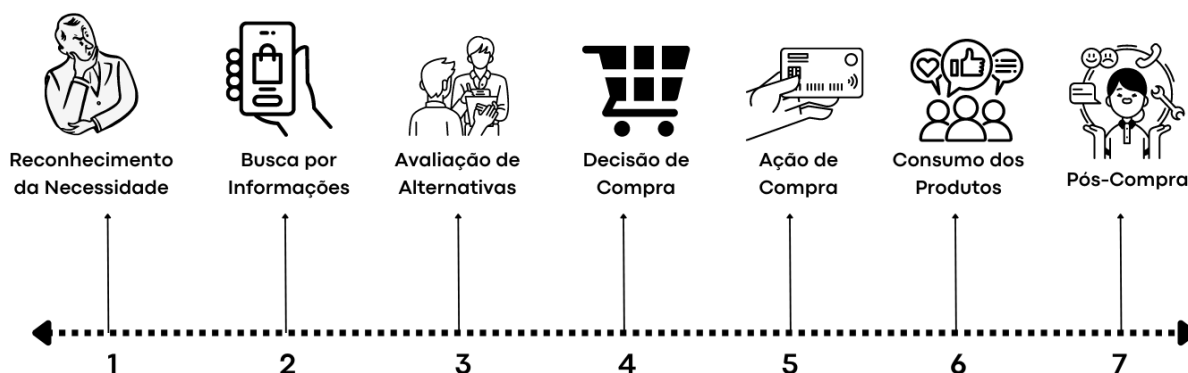 Reconhecimento
da Necessidade
Busca por
Informações
Avaliação de
Alternativas
Decisão de
Compra
Ação de
Compra
Consumo dos
Produtos
Pós-Compra
1
2
3
4
5
6
7